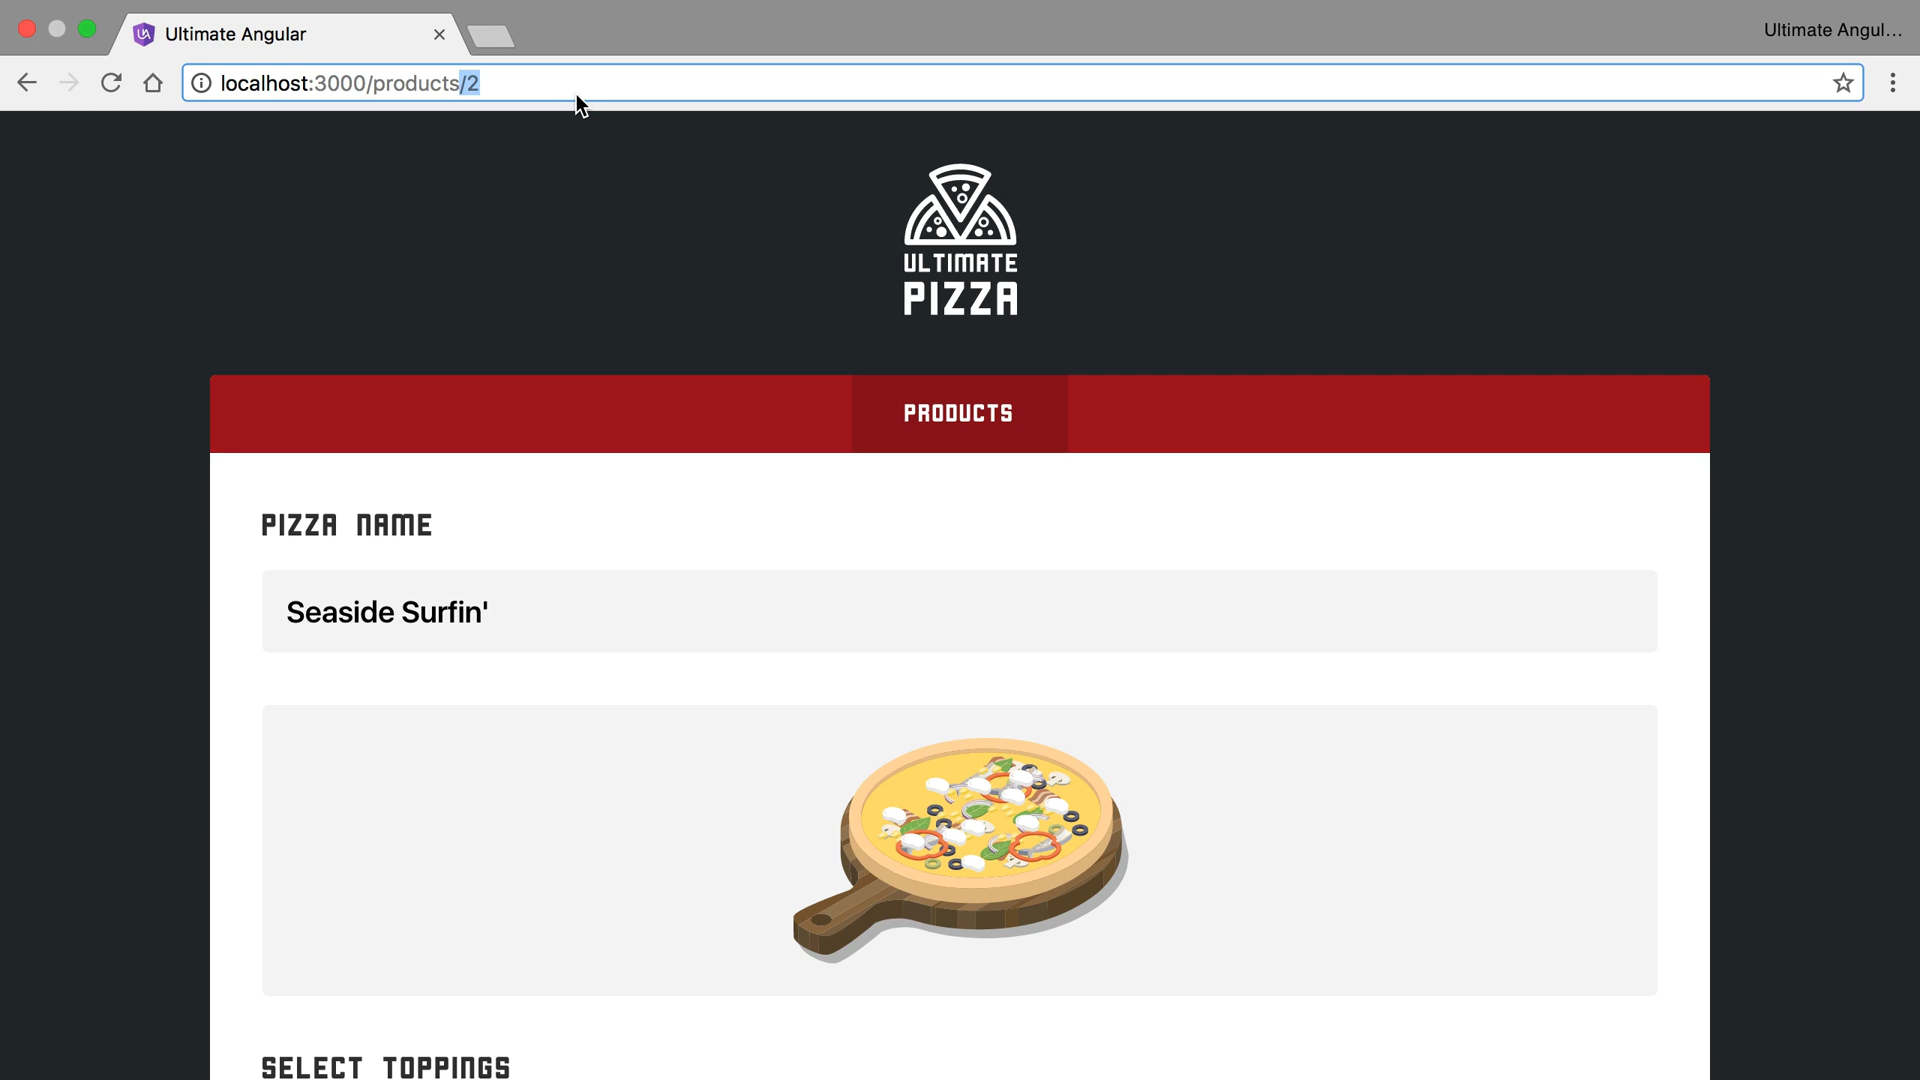 Ultimate Angular
Ultimate Angul...
localhost:3000/products/2
ULTIMATE
PIZZA
PRODUCTS
PIZZA NAME
Seaside Surfin'
SELECT TOPPINGS